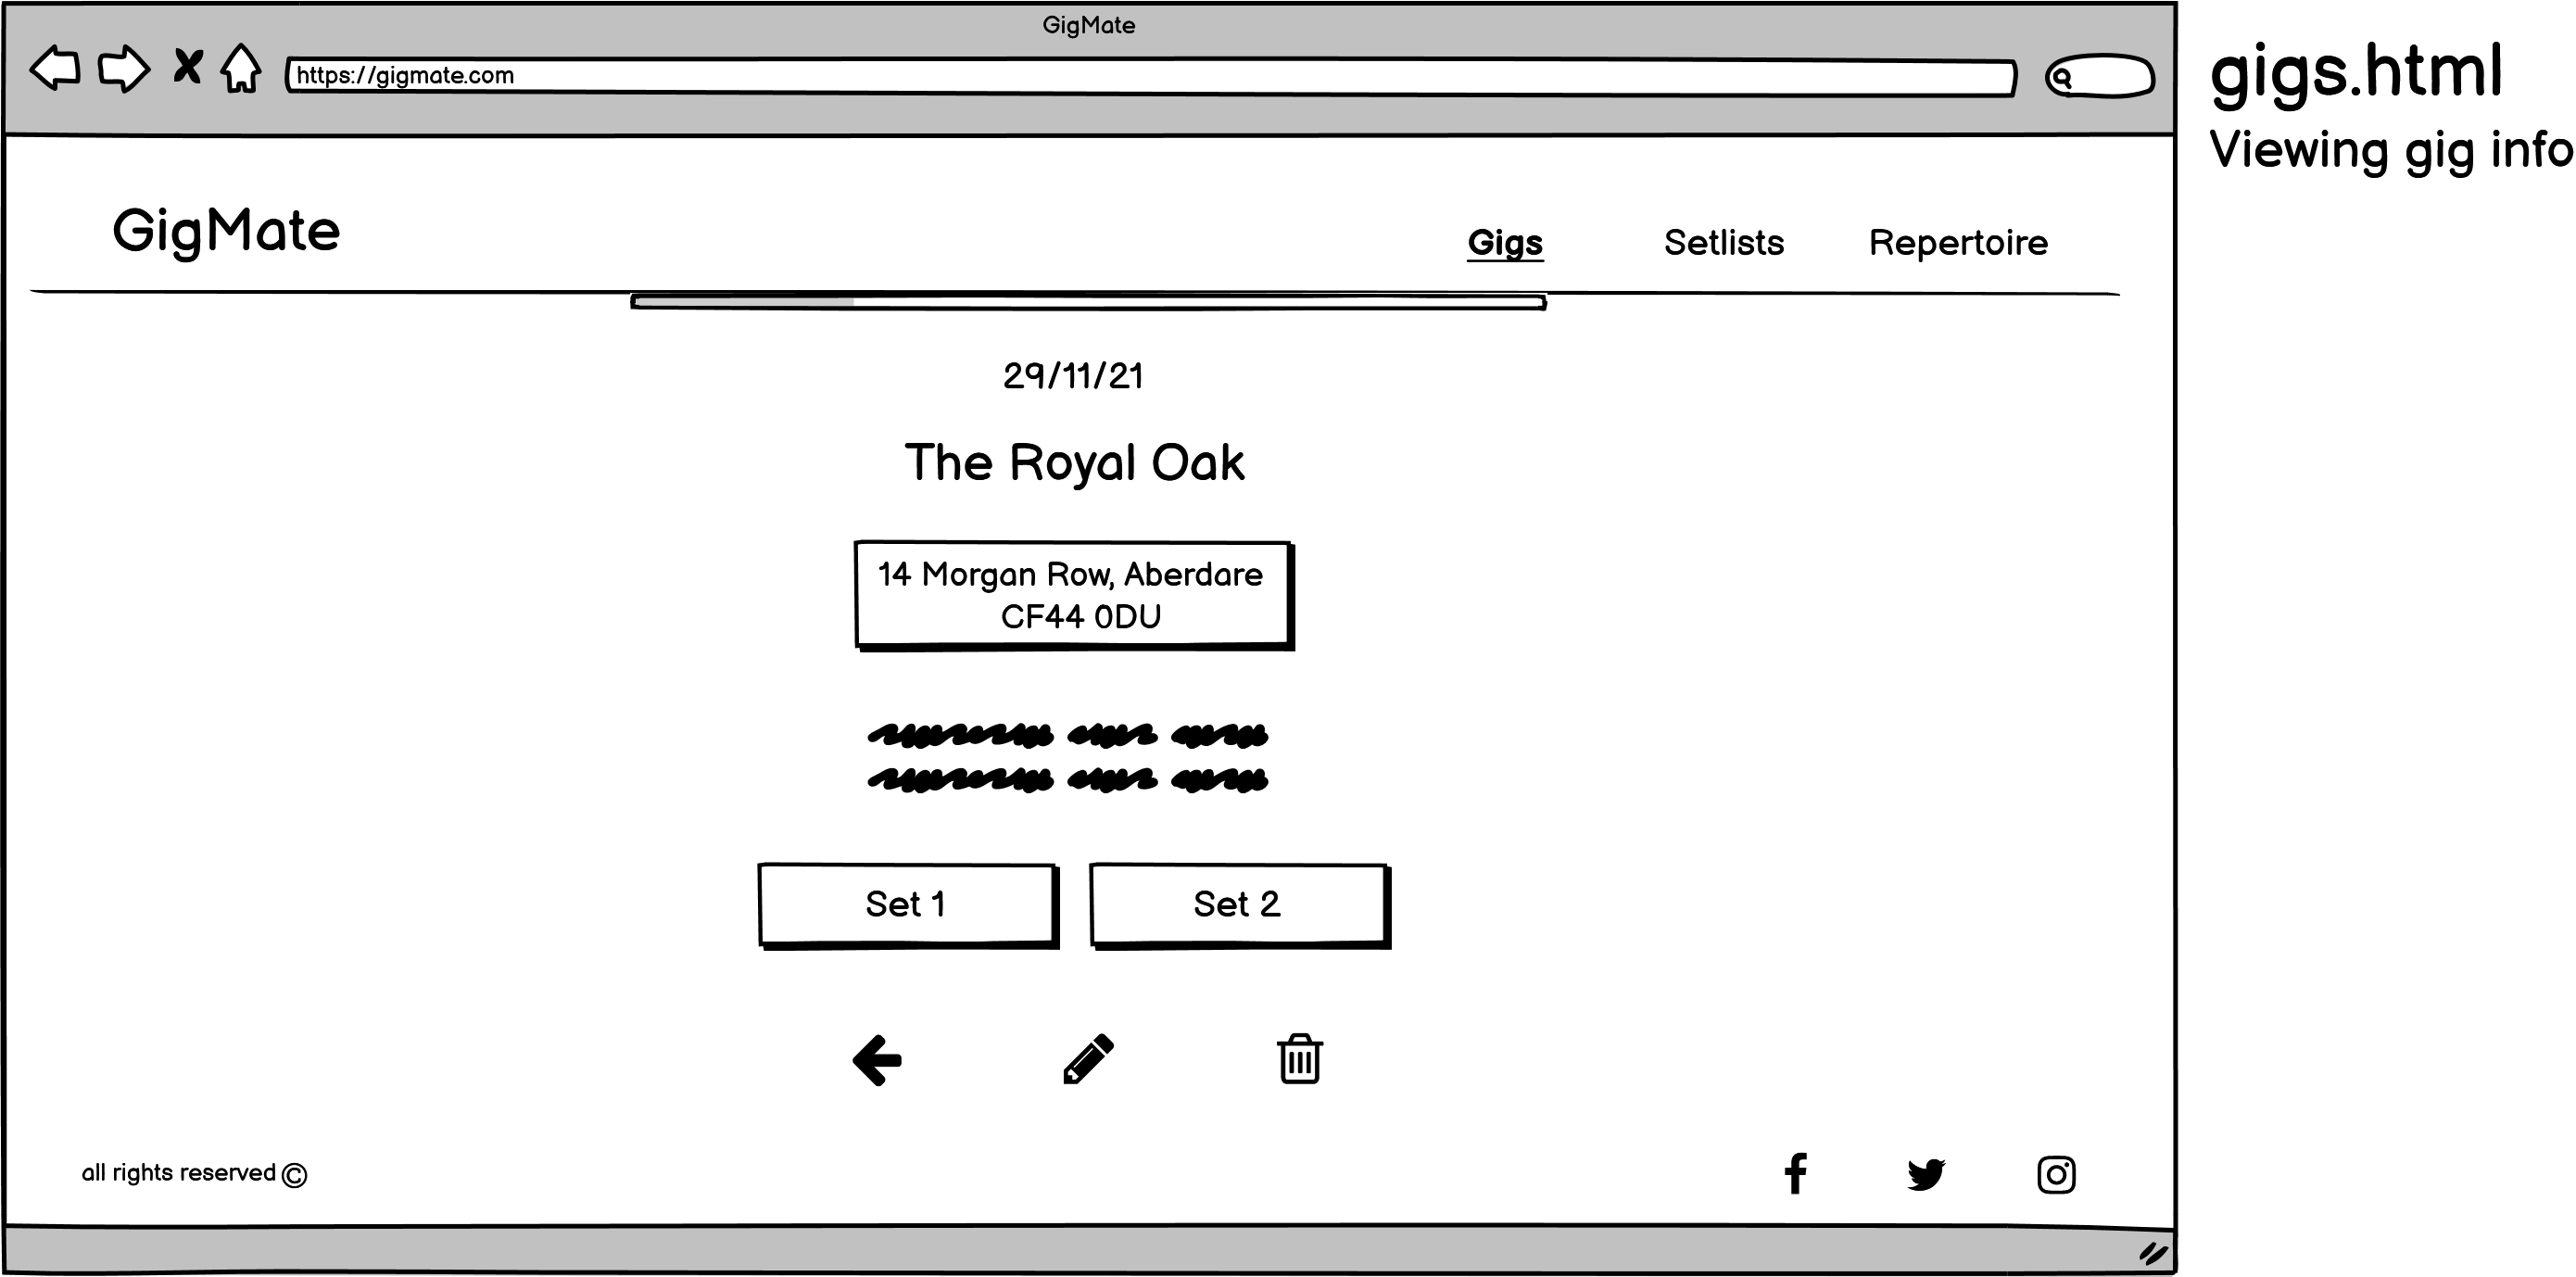 GigMate
https://gigmate.com
gigs.html
Viewing gig info
GigMate
Gigs Setlists Repertoire
29/11/21
The Royal Oak
14 Morgan Row, Aberdare
CF44 0DU
Set 1 Set 2
all rights reserved ©